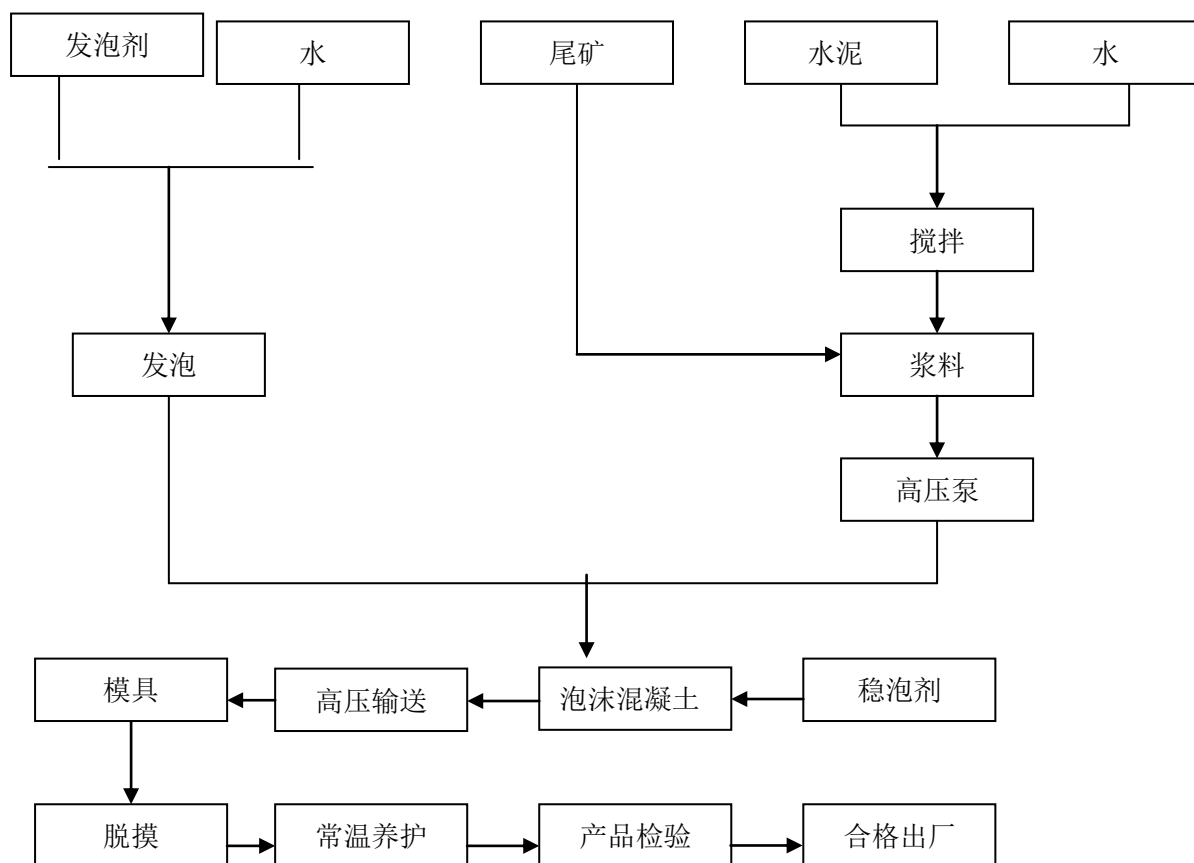 发泡剂
水
尾矿
水泥
水
搅拌
发泡
浆料
高压泵
模具
高压输送
泡沫混凝土
稳泡剂
脱摸
常温养护
产品检验
合格出厂